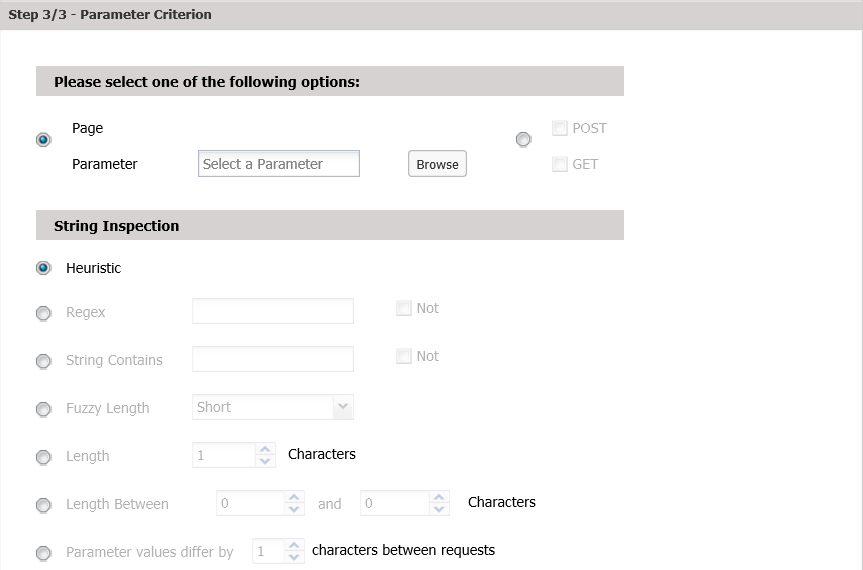 Step 3/3 - Parameter Criterion
Please select one of the following options:
Page
POST
Parameter
Select a Parameter
Browse
GET
String Inspection
Heuristic
Regex
Not
String Contains
Not
Fuzzy Length
Short
Length
1
Characters
Length Between
0
and
0
Characters
Parameter values differ by
1
characters between requests